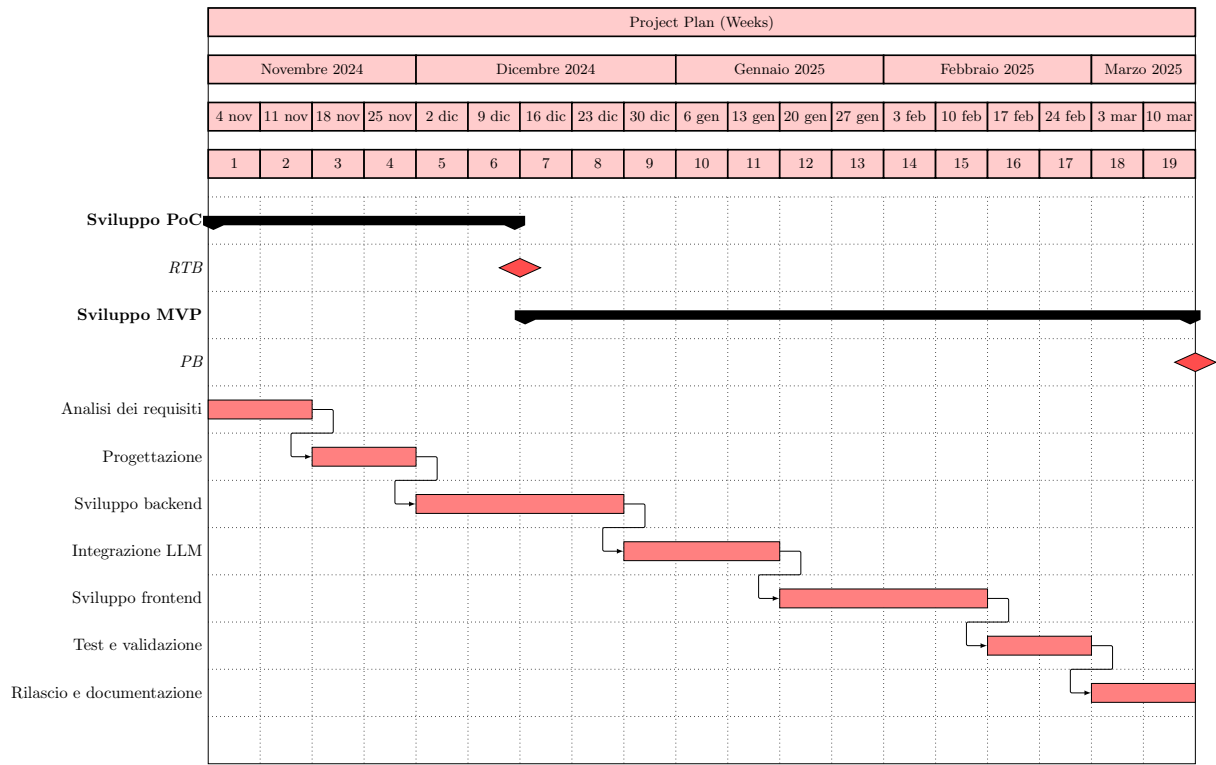 Project Plan (Weeks)
Novembre 2024 Dicembre 2024 Gennaio 2025 Febbraio 2025 Marzo 2025
4 nov 11 nov 18 nov 25 nov 2 dic 9 dic 16 dic 23 dic 30 dic 6 gen 13 gen 20 gen 27 gen 3 feb 10 feb 17 feb 24 feb 3 mar 10 mar
1 2 3 4 5 6 7 8 9 10 11 12 13 14 15 16 17 18 19
Sviluppo PoC
RTB
Sviluppo MVP
PB
Analisi dei requisiti
Progettazione
Sviluppo backend
Integrazione LLM
Sviluppo frontend
Test e validazione
Rilascio e documentazione